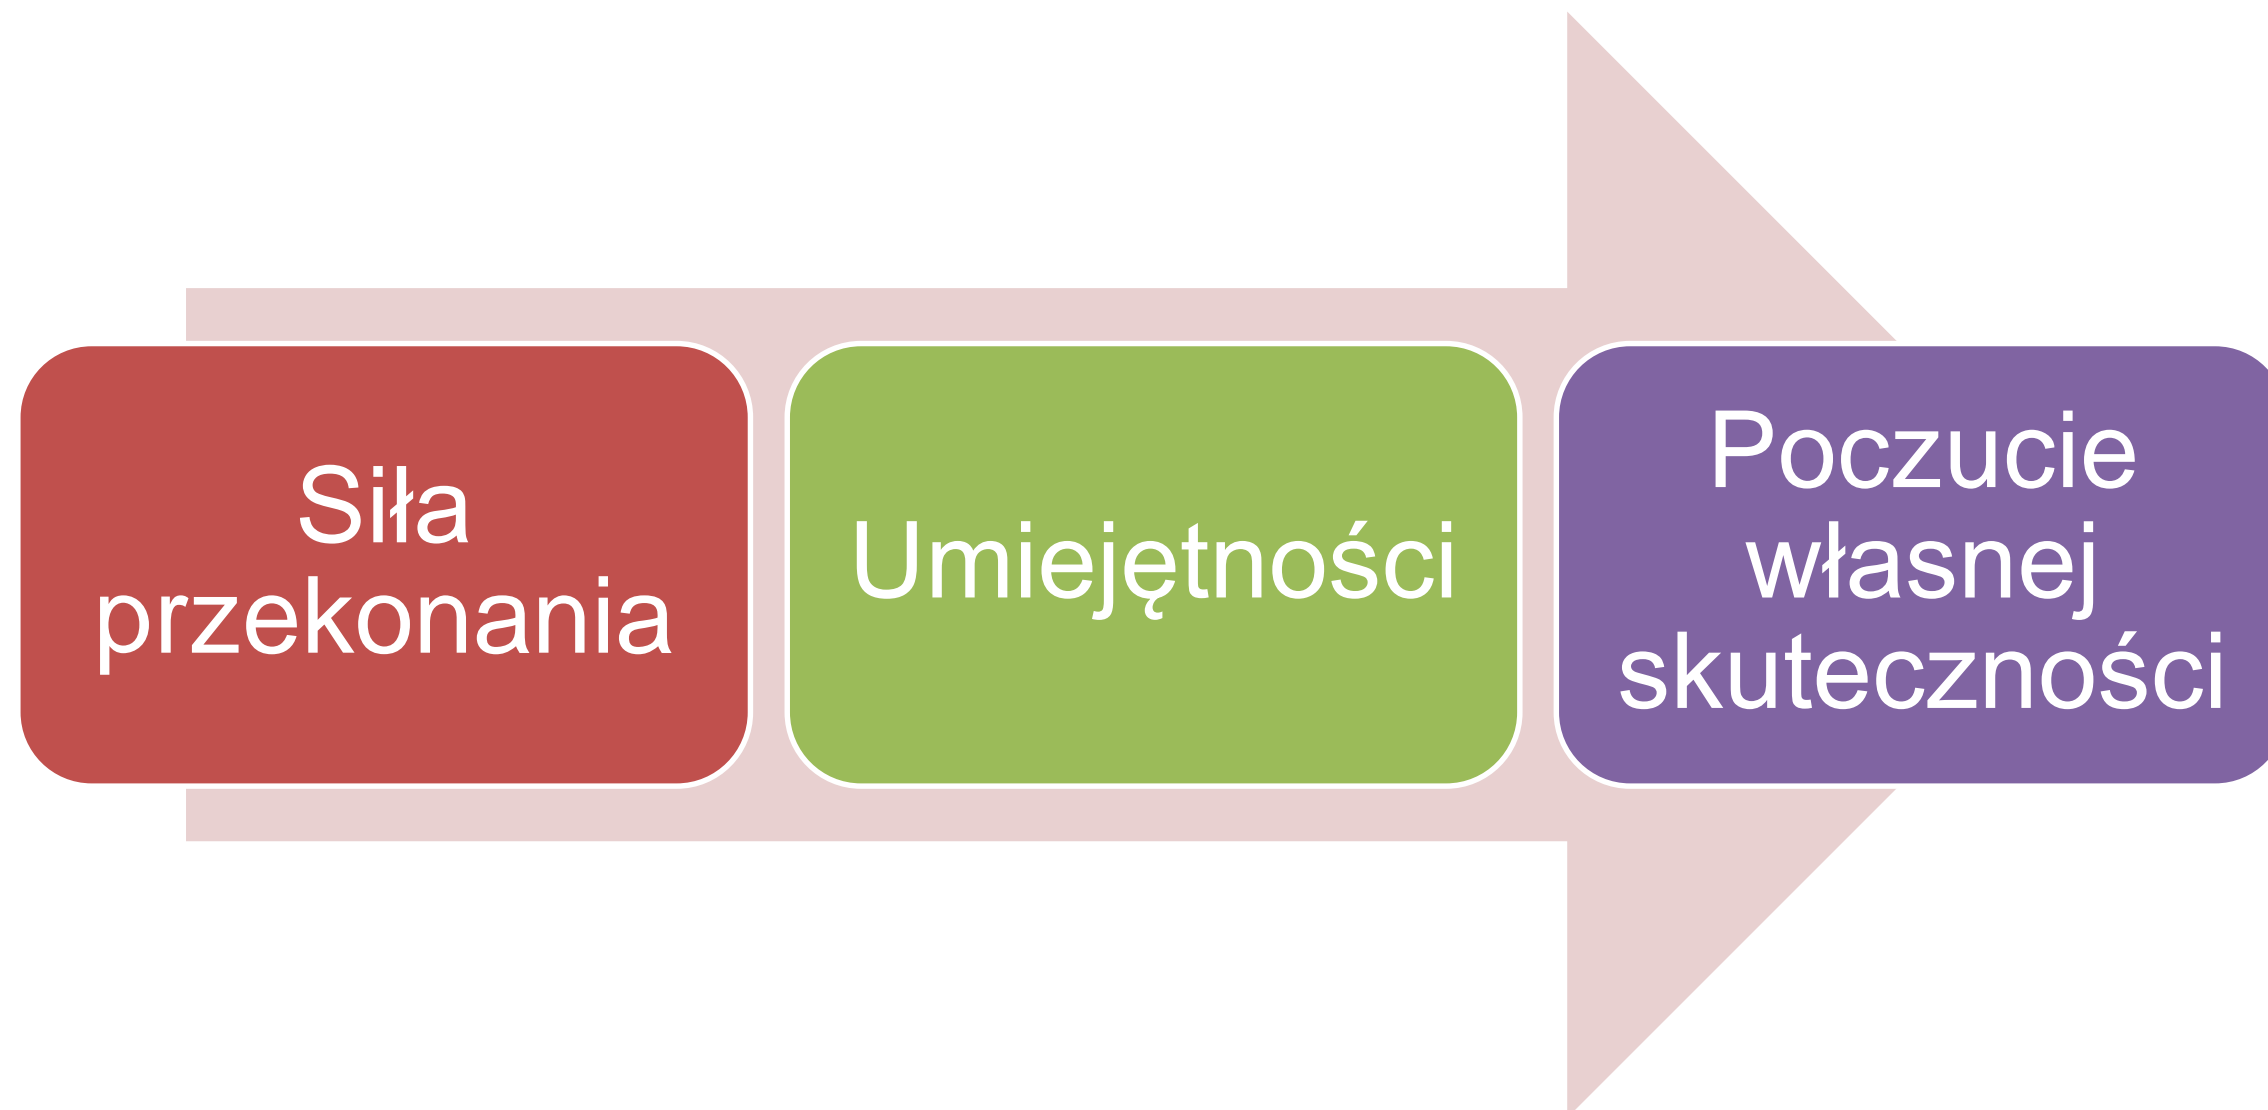 Siła
przekonania
Umiejętności
Poczucie
własnej
skuteczności